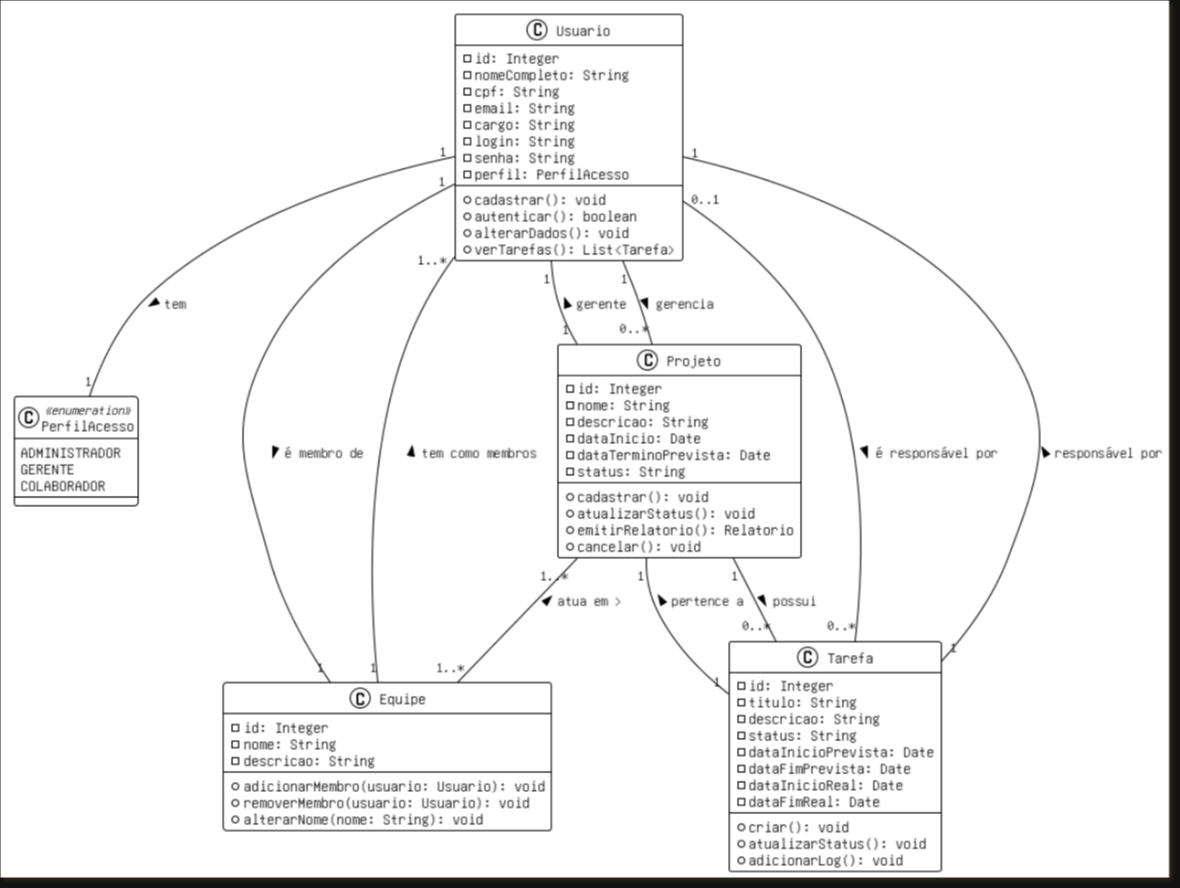 C Usuario
id: Integer
nomeCompleto: String
cpf: String
email: String
cargo: String
login: String
senha: String
perfil: PerfilAcesso
cadastrar(): void
autenticar(): boolean
alterarDados(): void
verTarefas(): List<Tarefa>
1
1
1
0..1
1..*
1
1
tem
gerente
gerencia
1
0..*
1
C «enumeration»
PerfilAcesso
ADMINISTRADOR
GERENTE
COLABORADOR
C Projeto
id: Integer
nome: String
descricao: String
dataInicio: Date
dataTerminoPrevista: Date
status: String
cadastrar(): void
atualizarStatus(): void
emitirRelatorio(): Relatorio
cancelar(): void
é membro de
tem como membros
é responsável por
responsável por
1..*
1
1
atua em >
pertence a
possui
0..*
0..*
1
1
1
1..*
1
C Equipe
id: Integer
nome: String
descricao: String
adicionarMembro(usuario: Usuario): void
removerMembro(usuario: Usuario): void
alterarNome(nome: String): void
C Tarefa
id: Integer
titulo: String
descricao: String
status: String
dataInicioPrevista: Date
dataFimPrevista: Date
dataInicioReal: Date
dataFimReal: Date
criar(): void
atualizarStatus(): void
adicionarLog(): void